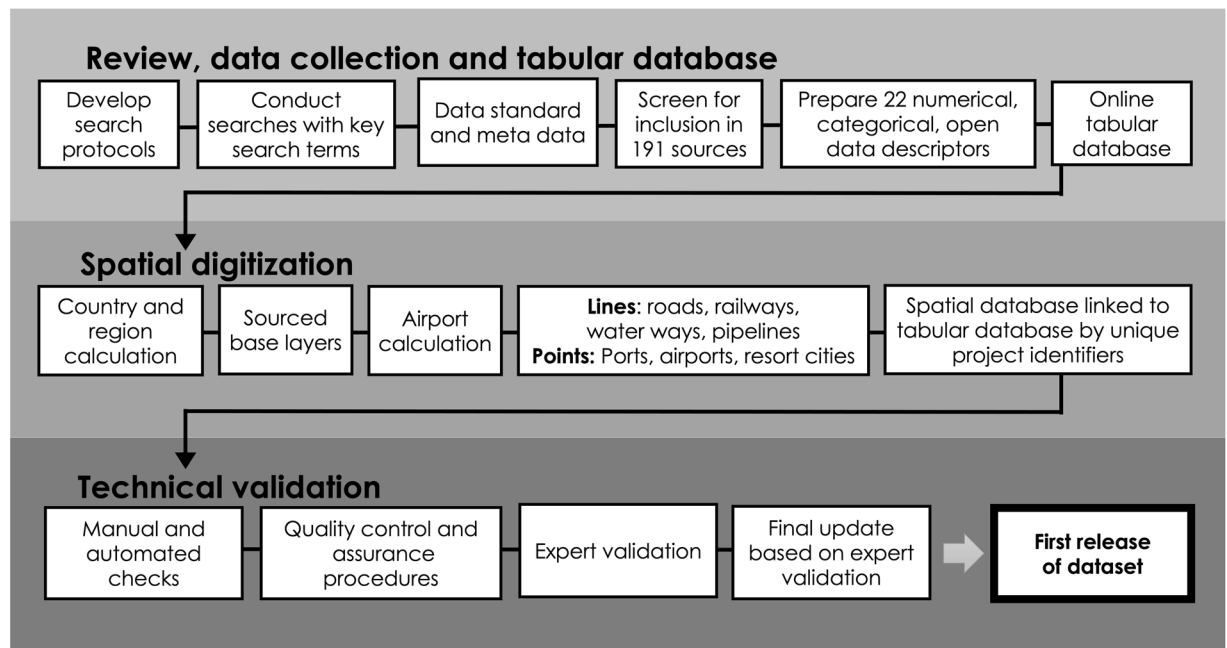 Review, data collection and tabular database
Develop
search
protocols
Conduct
searches with key
search terms
Data standard
and meta data
Screen for
inclusion in
191 sources
Prepare 22 numerical,
categorical, open
data descriptors
Online
tabular
database
Spatial digitization
Country and
region
calculation
Sourced
base layers
Airport
calculation
Lines: roads, railways,
water ways, pipelines
Points: Ports, airports, resort cities
Spatial database linked to
tabular database by unique
project identifiers
Technical validation
Manual and
automated
checks
Quality control and
assurance
procedures
Expert validation
Final update
based on expert
validation
First release
of dataset